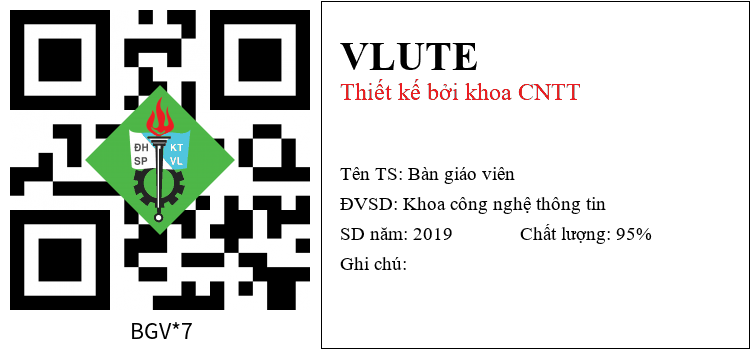 ĐH KT
SP VL
BGV*7
VLUTE
Thiết kế bởi khoa CNTT
Tên TS: Bàn giáo viên
ĐVSD: Khoa công nghệ thông tin
SD năm: 2019 Chất lượng: 95%
Ghi chú: